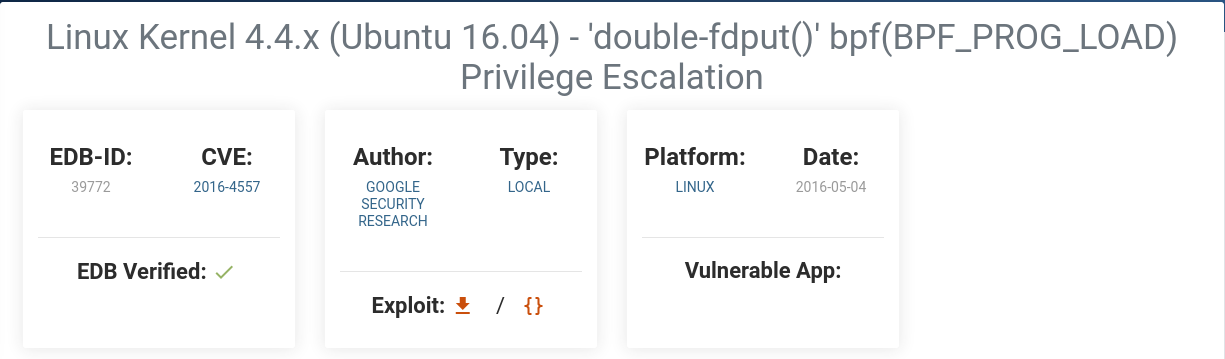 Linux Kernel 4.4.x (Ubuntu 16.04) - 'double-fdput()' bpf(BPF_PROG_LOAD)
Privilege Escalation
EDB-ID:
39772
CVE:
2016-4557
EDB Verified:
Author:
GOOGLE
SECURITY
RESEARCH
Type:
LOCAL
Exploit: / {}
Platform:
LINUX
Date:
2016-05-04
Vulnerable App: